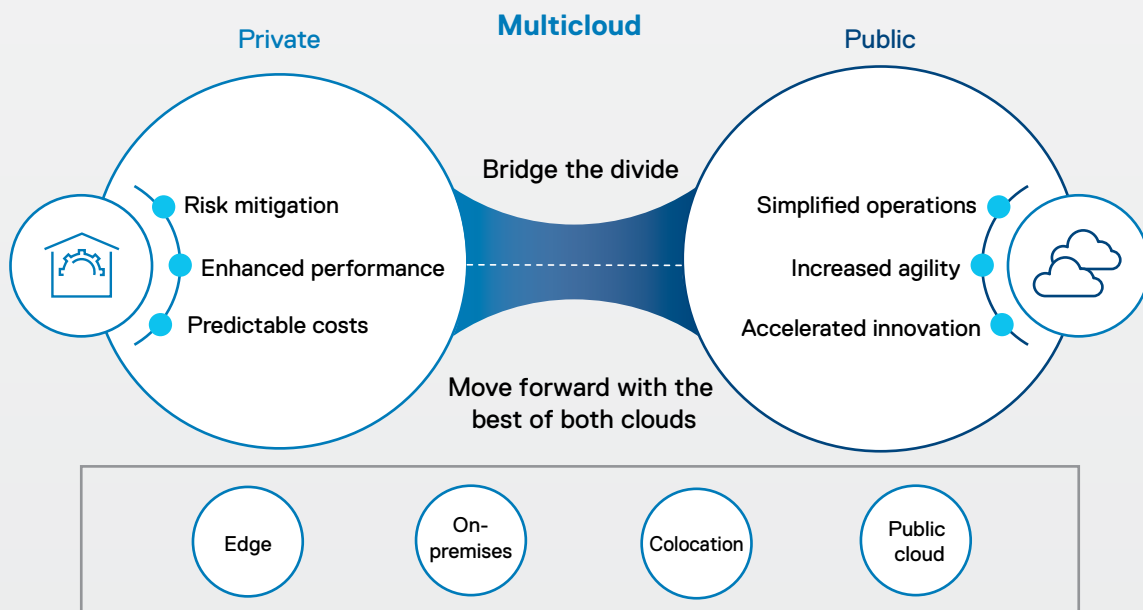 Multicloud
Private
Public
Bridge the divide
Risk mitigation
Enhanced performance
Predictable costs
Simplified operations
Increased agility
Accelerated innovation
Move forward with the
best of both clouds
Edge
On-
premises
Colocation
Public
cloud